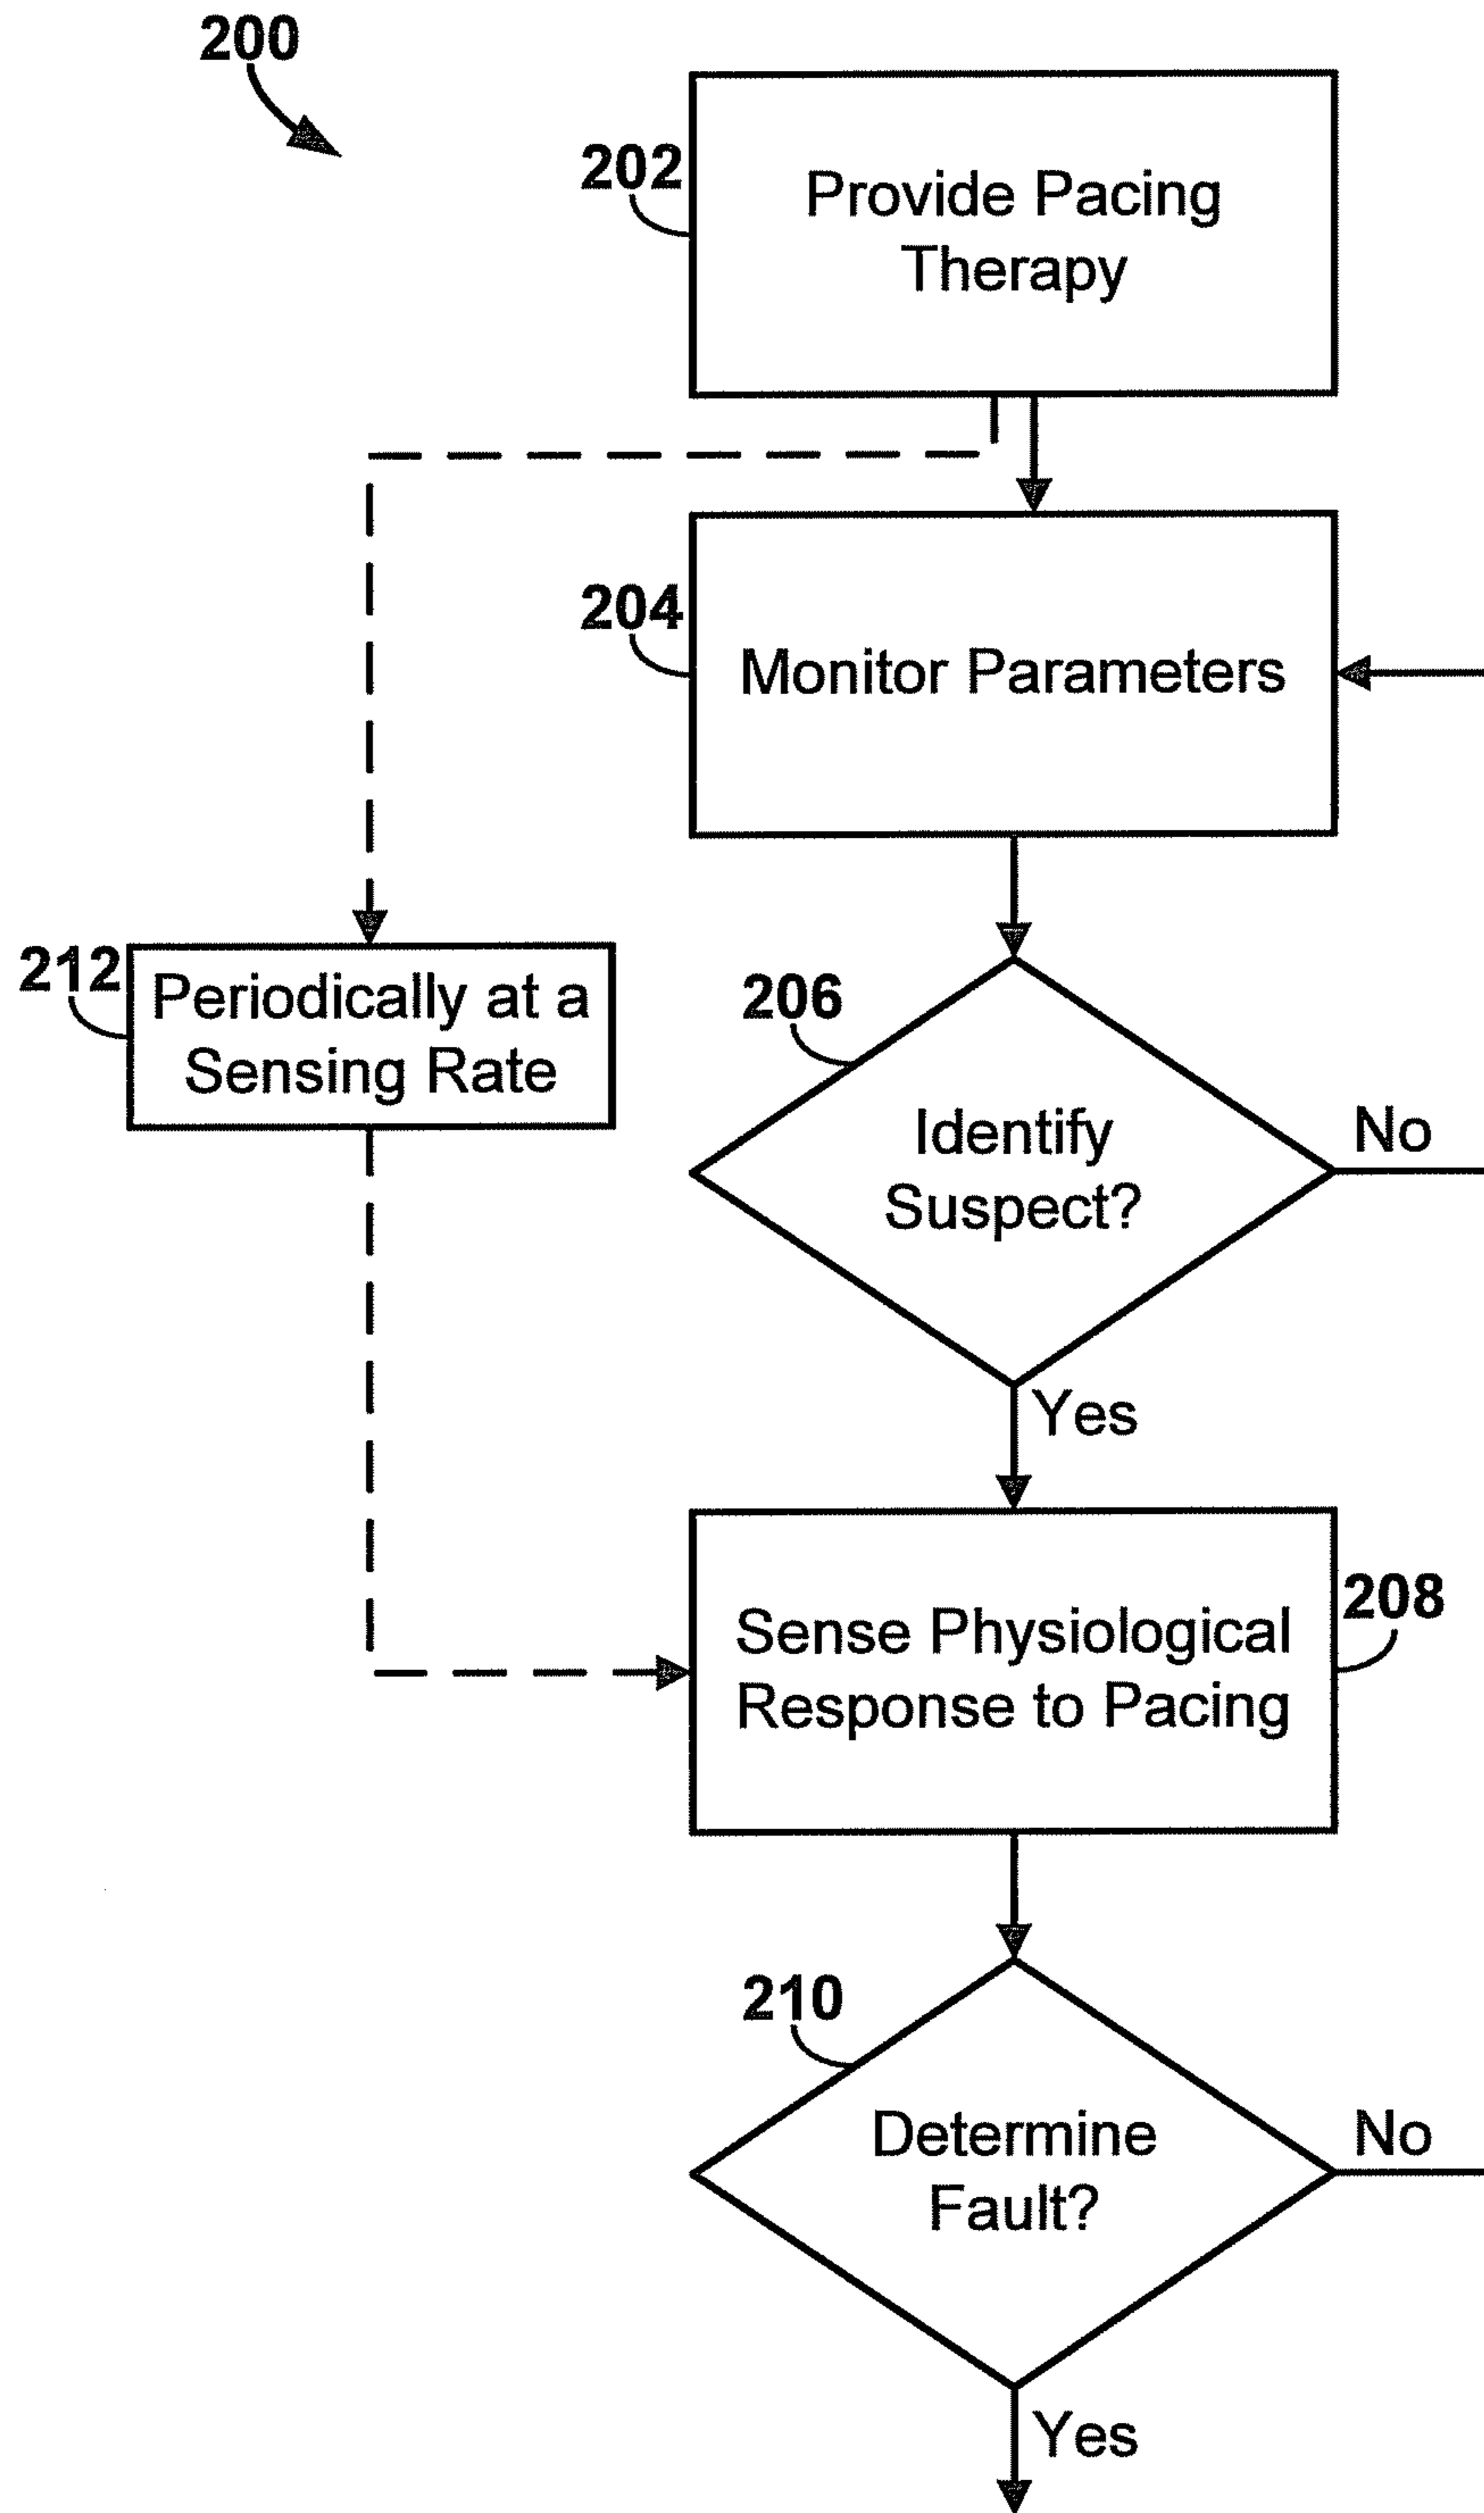 200
202
Provide Pacing
Therapy
204
Monitor Parameters
212
Periodically at a
Sensing Rate
206
Identify
Suspect?
No
Yes
208
Sense Physiological
Response to Pacing
210
Determine
Fault?
No
Yes